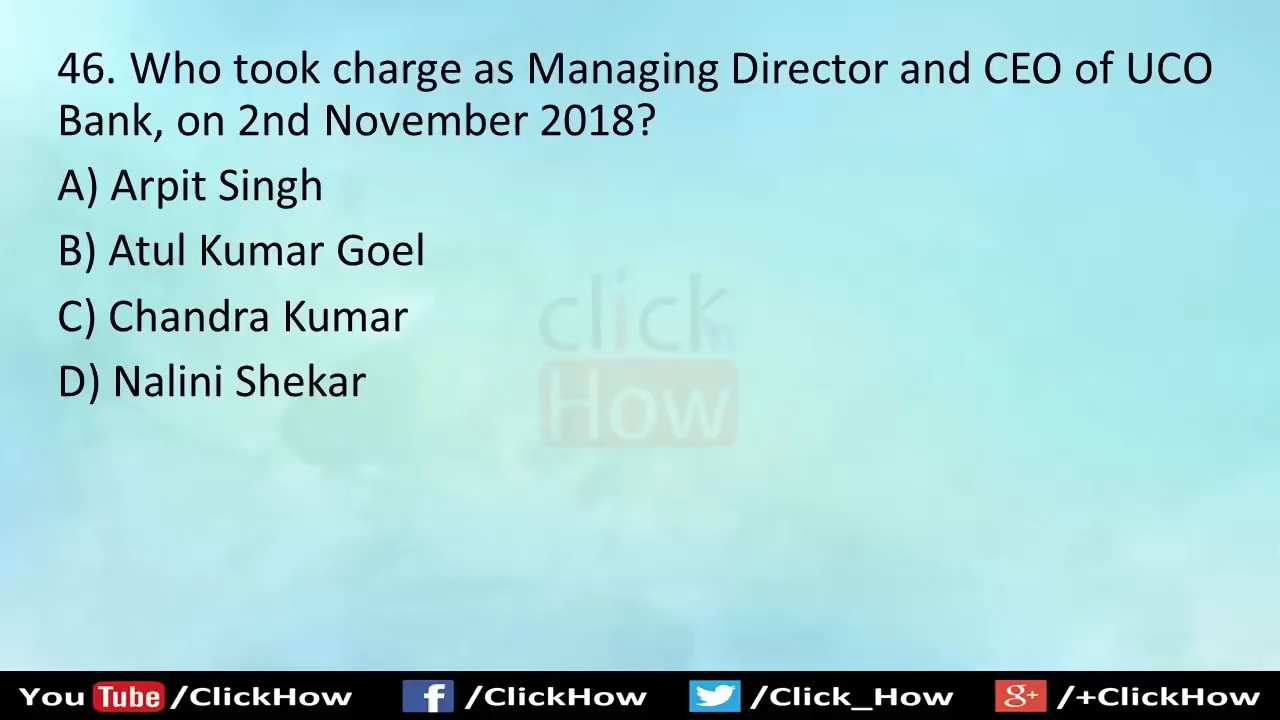 46. Who took charge as Managing Director and CEO of UCO
Bank, on 2nd November 2018?
A) Arpit Singh
B) Atul Kumar Goel
C) Chandra Kumar
D) Nalini Shekar
click
How
You Tube /ClickHow f /ClickHow /Click_How g+ /+ClickHow